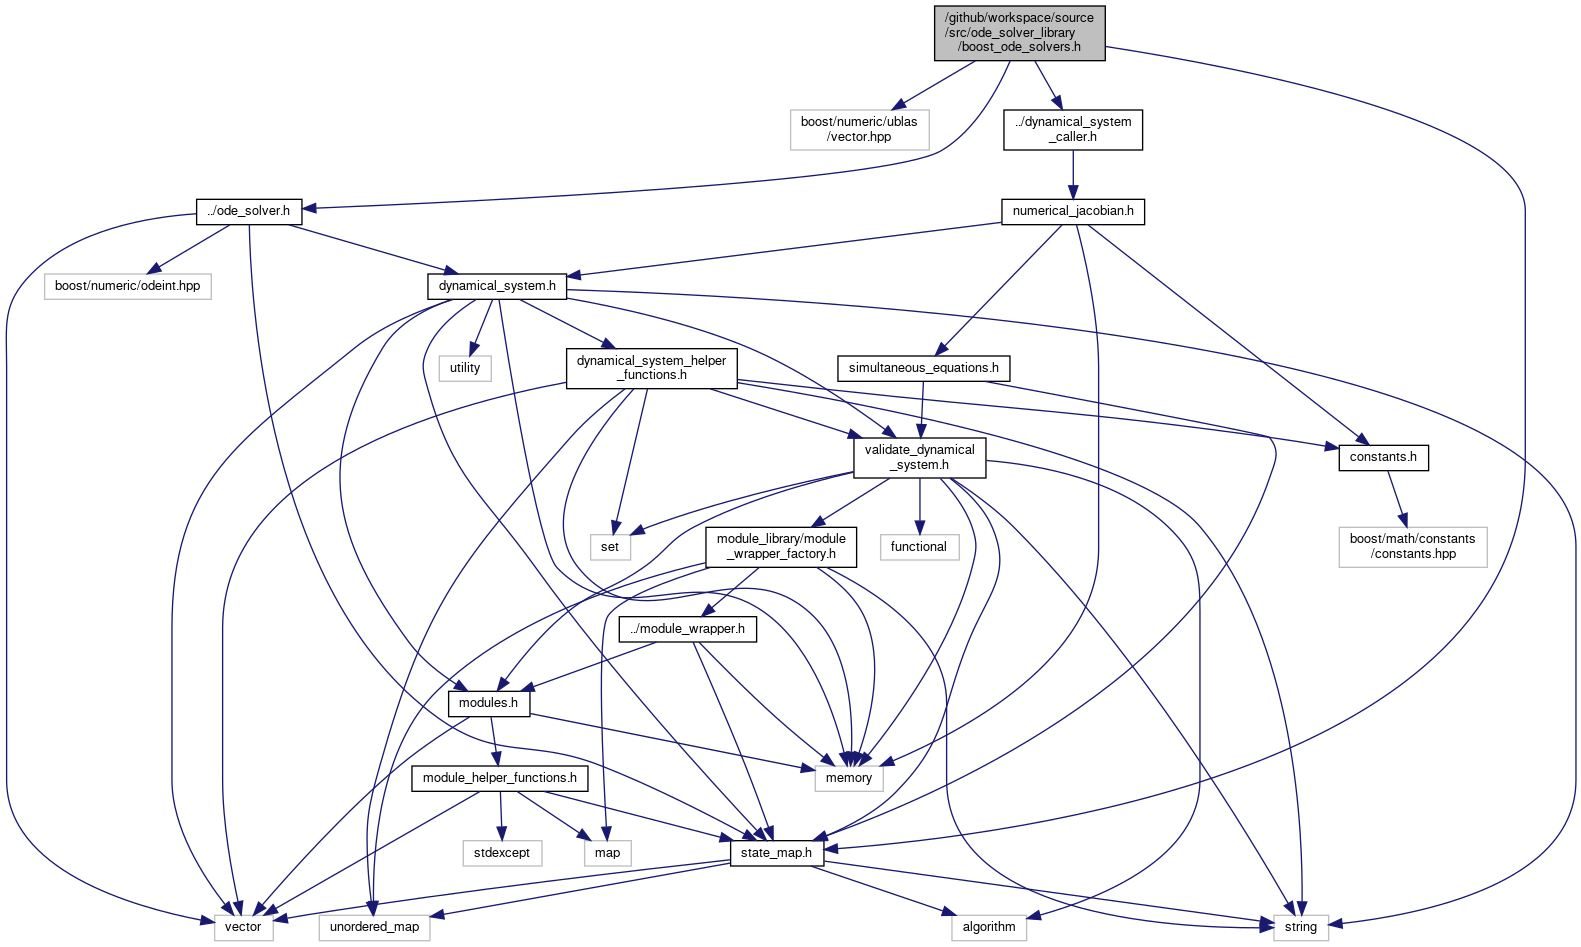 /github/workspace/source
/src/ode_solver_library
/boost_ode_solvers.h
boost/numeric/ublas
/vector.hpp
../dynamical_system
_caller.h
../ode_solver.h
numerical_jacobian.h
boost/numeric/odeint.hpp
dynamical_system.h
utility
dynamical_system_helper
_functions.h
simultaneous_equations.h
validate_dynamical
_system.h
constants.h
set
module_library/module
_wrapper_factory.h
functional
boost/math/constants
/constants.hpp
../module_wrapper.h
modules.h
module_helper_functions.h
memory
stdexcept
map
state_map.h
vector
unordered_map
algorithm
string